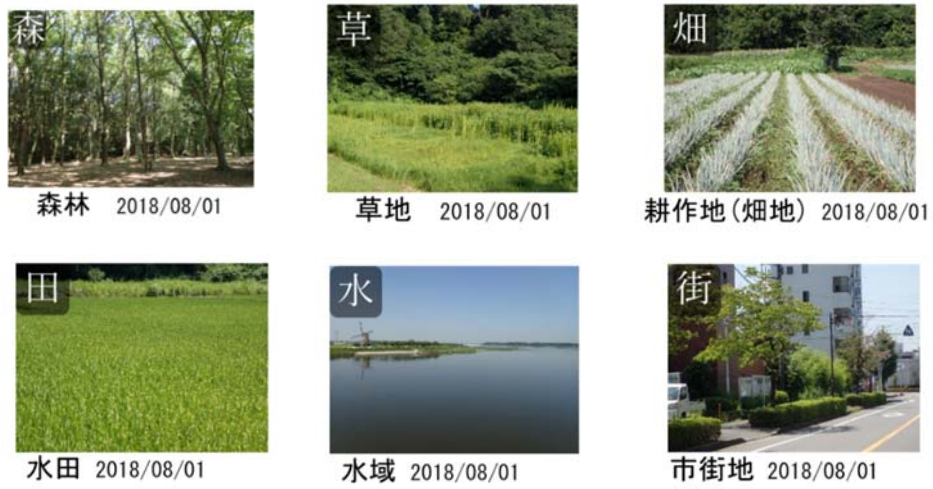 森
草
畑
森林 2018/08/01
草地 2018/08/01
耕作地(畑地) 2018/08/01
田
水
街
水田 2018/08/01
水域 2018/08/01
市街地 2018/08/01